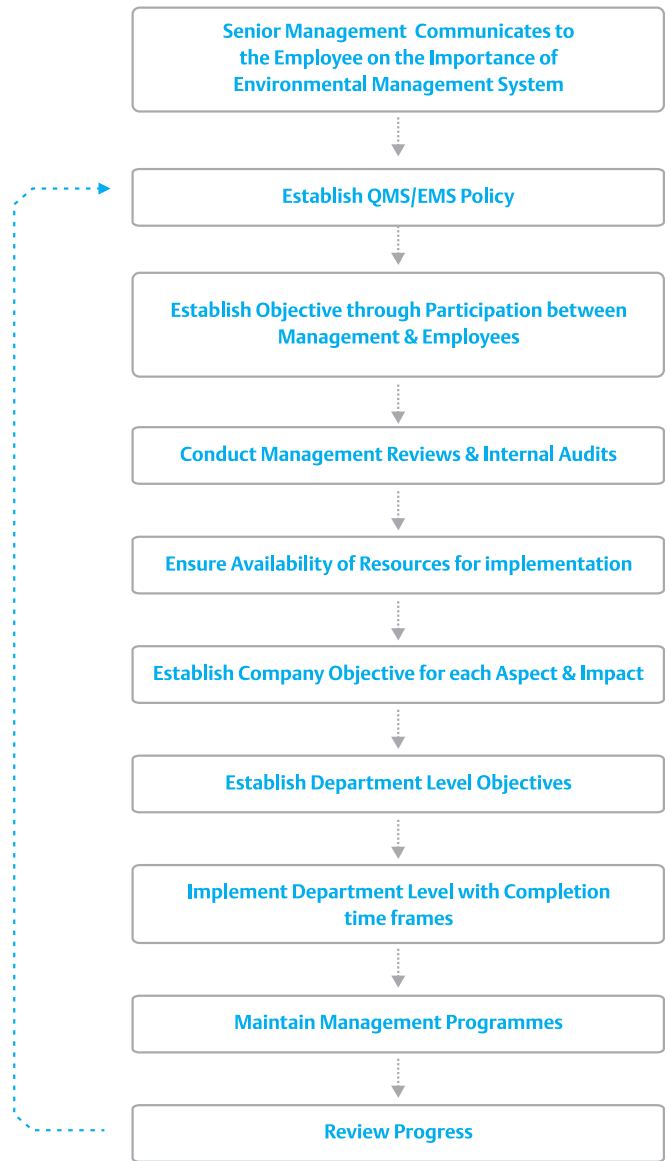 Senior Management Communicates to
the Employee on the Importance of
Environmental Management System
Establish QMS/EMS Policy
Establish Objective through Participation between
Management & Employees
Conduct Management Reviews & Internal Audits
Ensure Availability of Resources for implementation
Establish Company Objective for each Aspect & Impact
Establish Department Level Objectives
Implement Department Level with Completion
time frames
Maintain Management Programmes
Review Progress